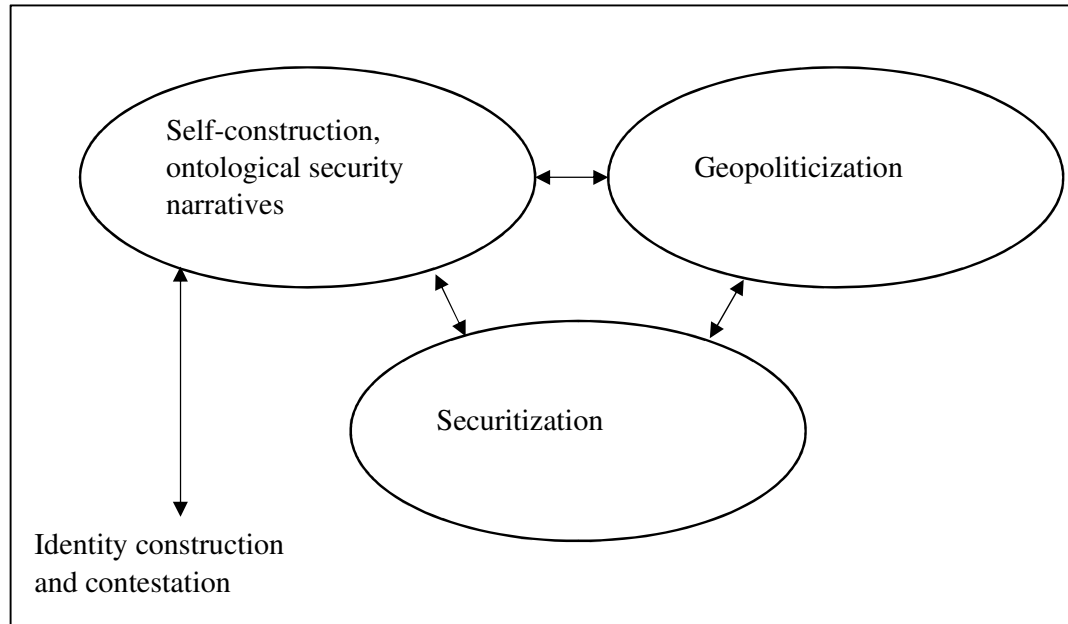 Self-construction,
ontological security
narratives
Geopoliticization
Securitization
Identity construction
and contestation